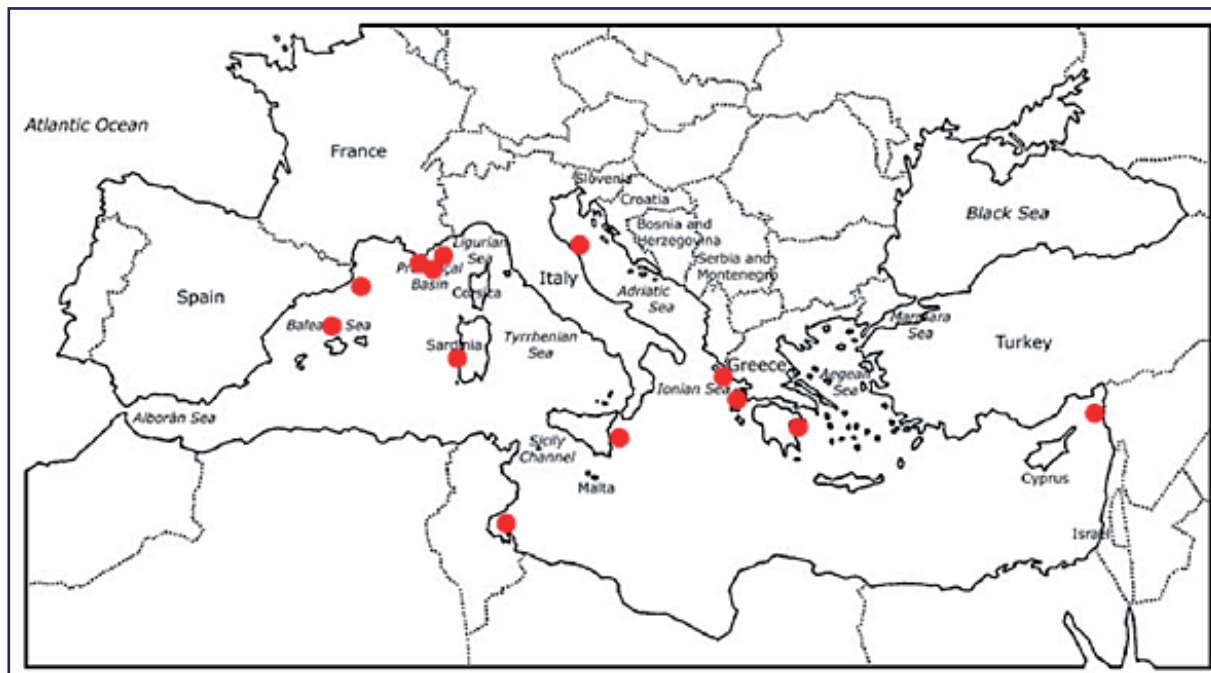 Atlantic Ocean
France
Slovenia
Croatia
Bosnia and
Herzegovina
Serbia and
Montenegro
Black Sea
Ligurian
Sea
Basin
Corsica
Italy
Adriatic
Sea
Marmara
Sea
Spain
Sea
Sardinia
Tyrrhenian
Sea
Greece
Turkey
Ionian Sea
Aegean
Sea
Alborán Sea
Sicily
Channel
Malta
Cyprus
Israel